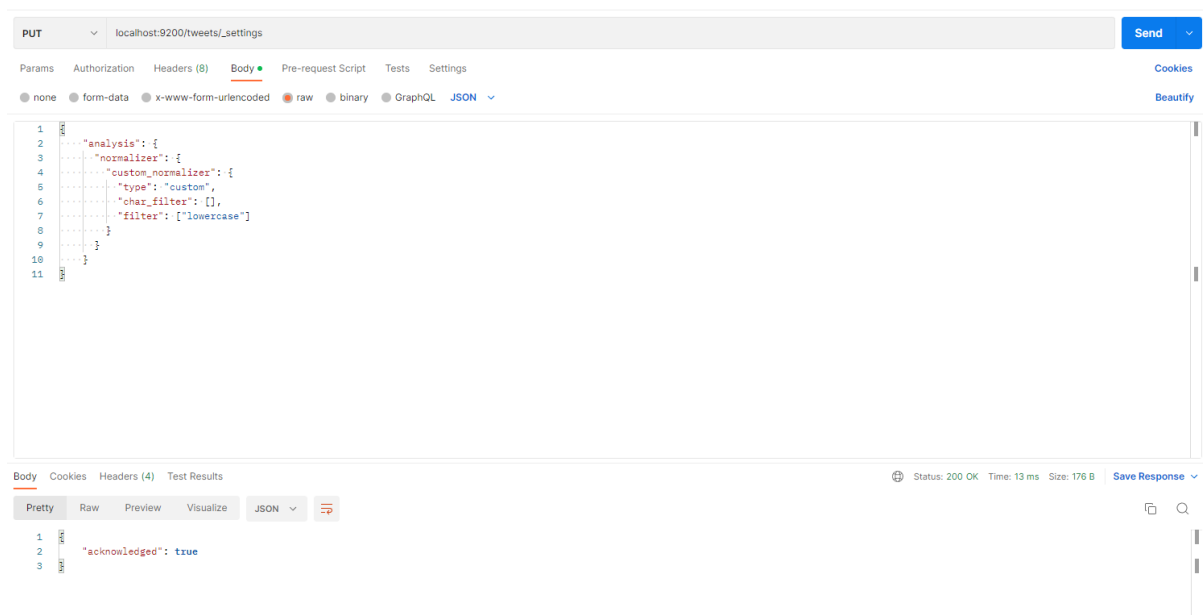 PUT localhost:9200/tweets/_settings Send
Params Authorization Headers (8) Body Pre-request Script Tests Settings Cookies
none form-data x-www-form-urlencoded raw binary GraphQL JSON Beautify
1 {
2 "analysis": {
3 "normalizer": {
4 "custom_normalizer": {
5 "type": "custom",
6 "char_filter": [],
7 "filter": ["lowercase"]
8 }
9 }
10 }
11 }
Body Cookies Headers (4) Test Results Status: 200 OK Time: 13 ms Size: 176 B Save Response
Pretty Raw Preview Visualize JSON
1 {
2 "acknowledged": true
3 }